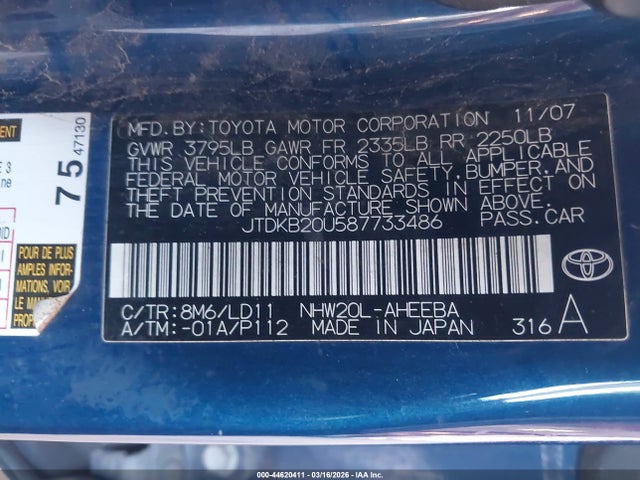 MFD.BY:TOYOTA MOTOR CORPORATION 11/07
GVWR 3795LB GAWR FR 2335LB RR 2250LB
THIS VEHICLE CONFORMS TO ALL APPLICABLE
FEDERAL MOTOR VEHICLE SAFETY,BUMPER,AND
THEFT PREVENTION STANDARDS IN EFFECT ON
THE DATE OF MANUFACTURE SHOWN ABOVE.
JTDKB20U587733486 PASS.CAR
C/TR:8M6/LD11 NHW20L-AHEEBA
A/TM:-01A/P112 MADE IN JAPAN 316 A
75 47130
POUR DE PLUS
AMPLES INFOR-
MATIONS,
LE MANU
PROP
000-44620411 - 03/16/2026 - IAA